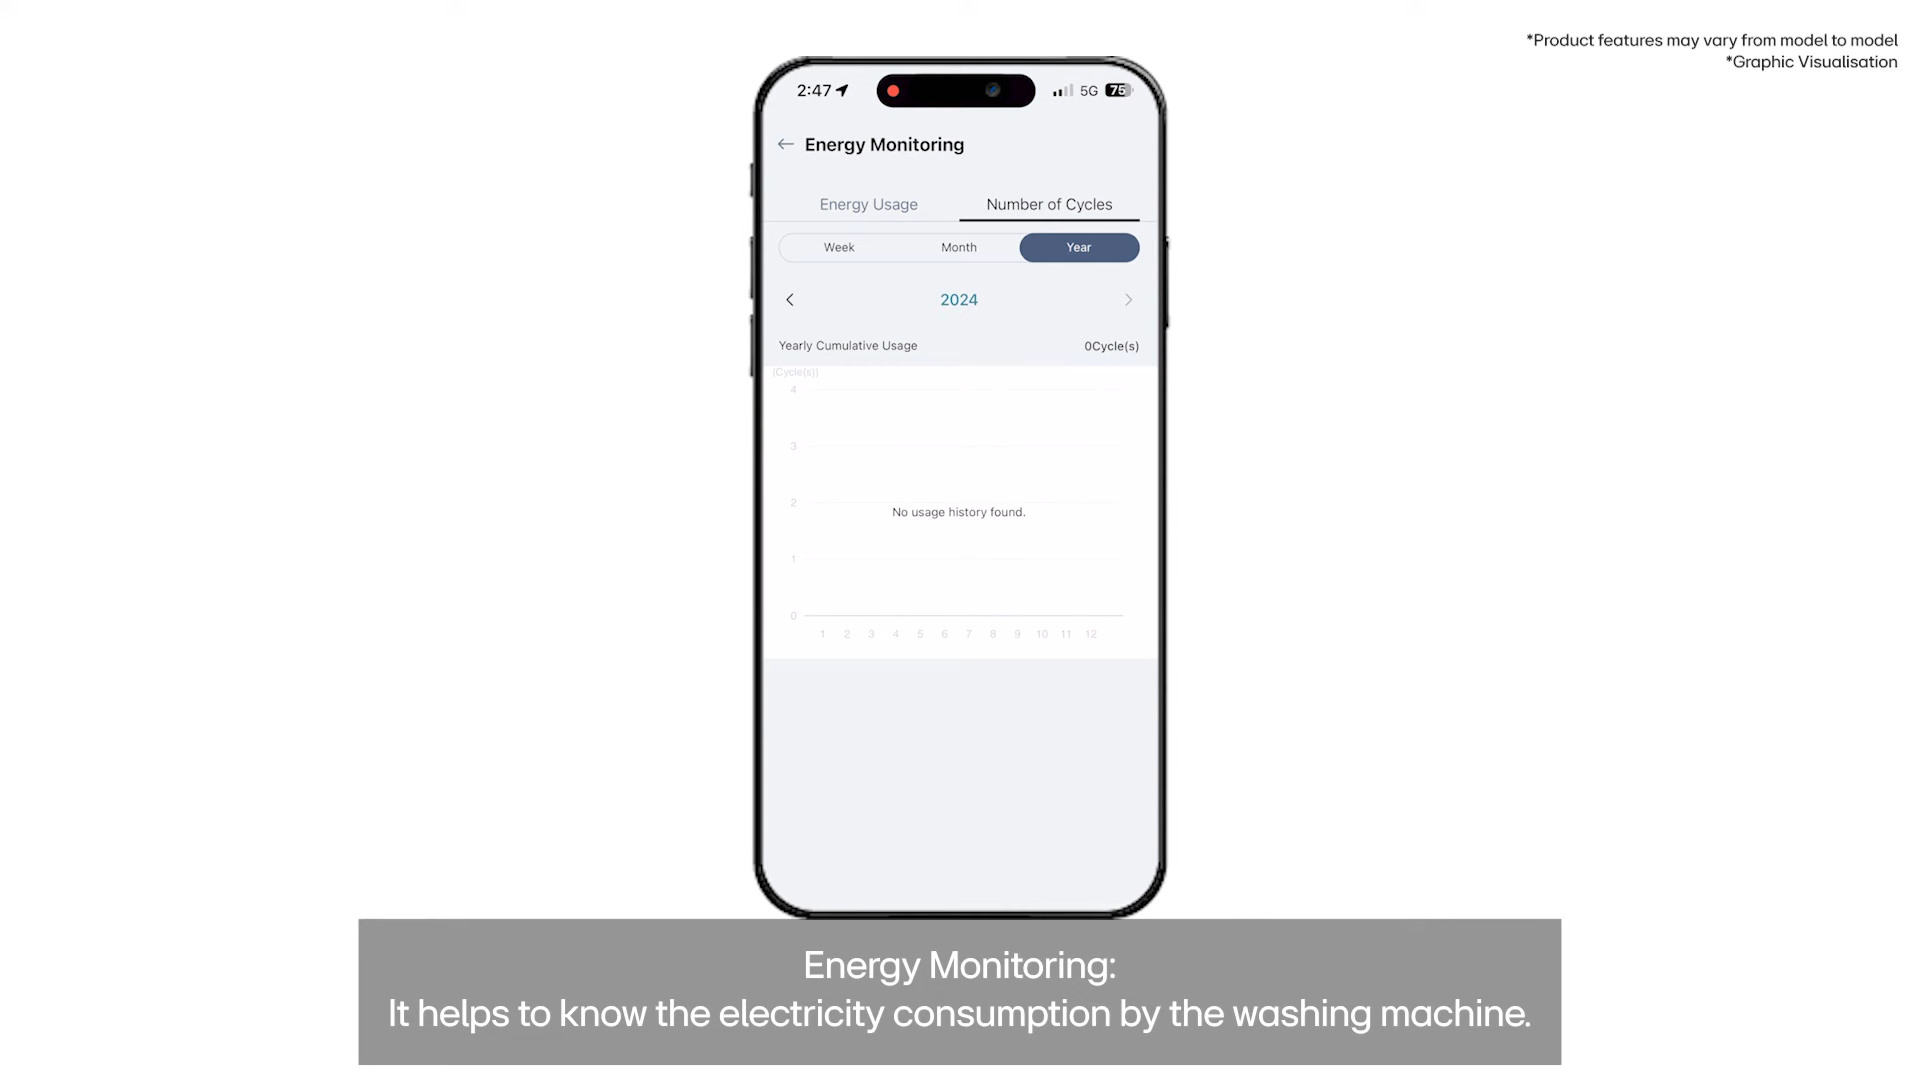 *Product features may vary from model to model
*Graphic Visualisation
2:47 5G 75
Energy Monitoring
Energy Usage Number of Cycles
Week Month Year
2024
Yearly Cumulative Usage 0Cycle(s)
(Cycle(s))
4
3
2
No usage history found.
1
0
1 2 3 4 5 6 7 8 9 10 11 12
Energy Monitoring:
It helps to know the electricity consumption by the washing machine.